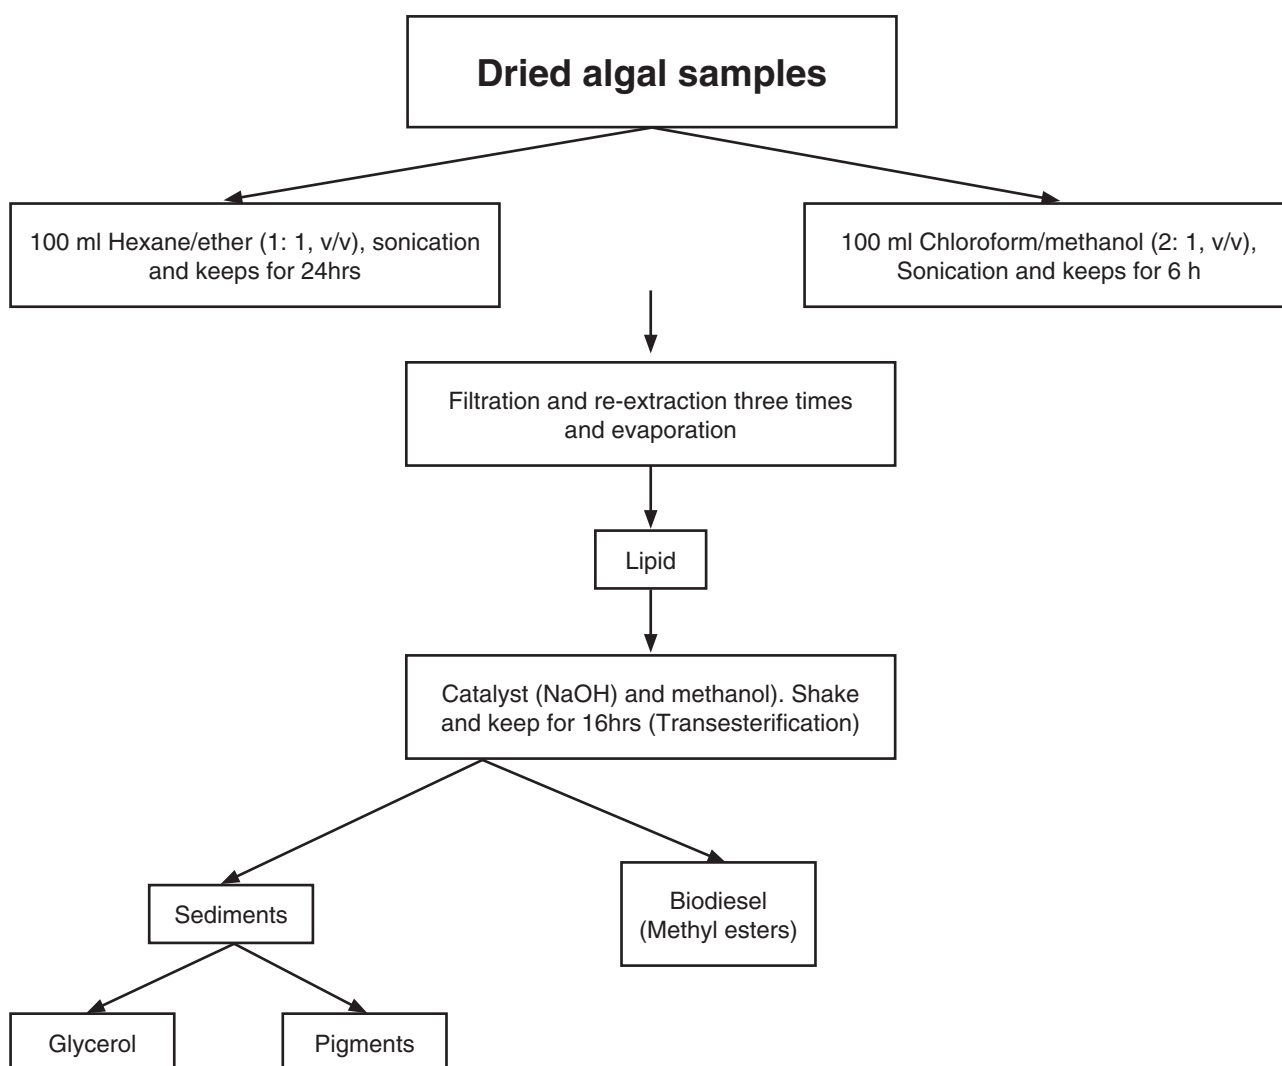 Dried algal samples
100 ml Hexane/ether (1: 1, v/v), sonication
and keeps for 24hrs
100 ml Chloroform/methanol (2: 1, v/v),
Sonication and keeps for 6 h
Filtration and re-extraction three times
and evaporation
Lipid
Catalyst (NaOH) and methanol). Shake
and keep for 16hrs (Transesterification)
Sediments
Biodiesel
(Methyl esters)
Glycerol
Pigments